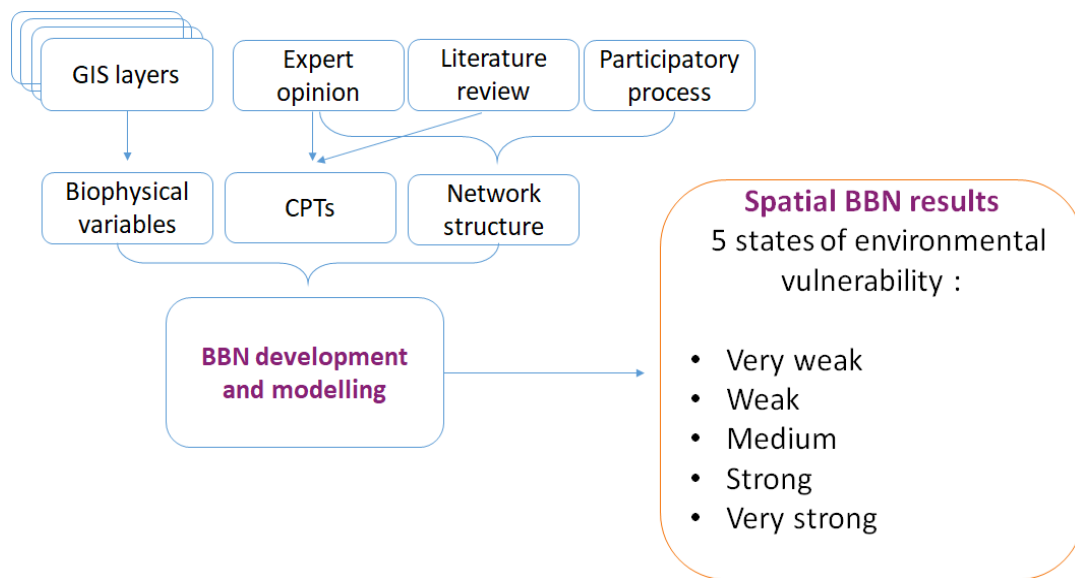 GIS layers
Expert
opinion
Literature
review
Participatory
process
Biophysical
variables
CPTs
Network
structure
BBN development
and modelling
Spatial BBN results
5 states of environmental
vulnerability :
• Very weak
• Weak
• Medium
• Strong
• Very strong